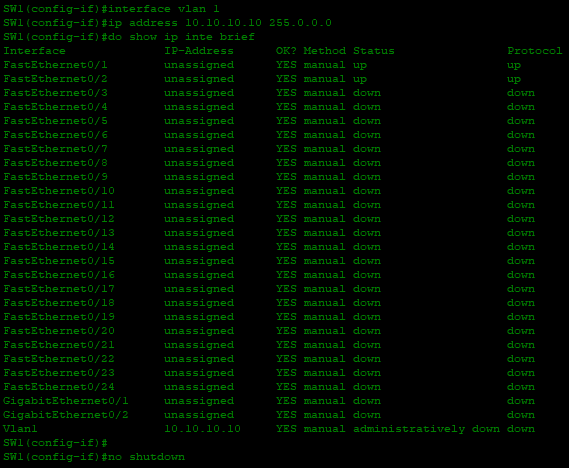 SW1(config-if)#interface vlan 1
SW1(config-if)#ip address 10.10.10.10 255.0.0.0
SW1(config-if)#do show ip inte brief
Interface IP-Address OK? Method Status Protocol
FastEthernet0/1 unassigned YES manual up up
FastEthernet0/2 unassigned YES manual up up
FastEthernet0/3 unassigned YES manual down down
FastEthernet0/4 unassigned YES manual down down
FastEthernet0/5 unassigned YES manual down down
FastEthernet0/6 unassigned YES manual down down
FastEthernet0/7 unassigned YES manual down down
FastEthernet0/8 unassigned YES manual down down
FastEthernet0/9 unassigned YES manual down down
FastEthernet0/10 unassigned YES manual down down
FastEthernet0/11 unassigned YES manual down down
FastEthernet0/12 unassigned YES manual down down
FastEthernet0/13 unassigned YES manual down down
FastEthernet0/14 unassigned YES manual down down
FastEthernet0/15 unassigned YES manual down down
FastEthernet0/16 unassigned YES manual down down
FastEthernet0/17 unassigned YES manual down down
FastEthernet0/18 unassigned YES manual down down
FastEthernet0/19 unassigned YES manual down down
FastEthernet0/20 unassigned YES manual down down
FastEthernet0/21 unassigned YES manual down down
FastEthernet0/22 unassigned YES manual down down
FastEthernet0/23 unassigned YES manual down down
FastEthernet0/24 unassigned YES manual down down
GigabitEthernet0/1 unassigned YES manual down down
GigabitEthernet0/2 unassigned YES manual down down
Vlan1 10.10.10.10 YES manual administratively down down
SW1(config-if)#
SW1(config-if)#no shutdown